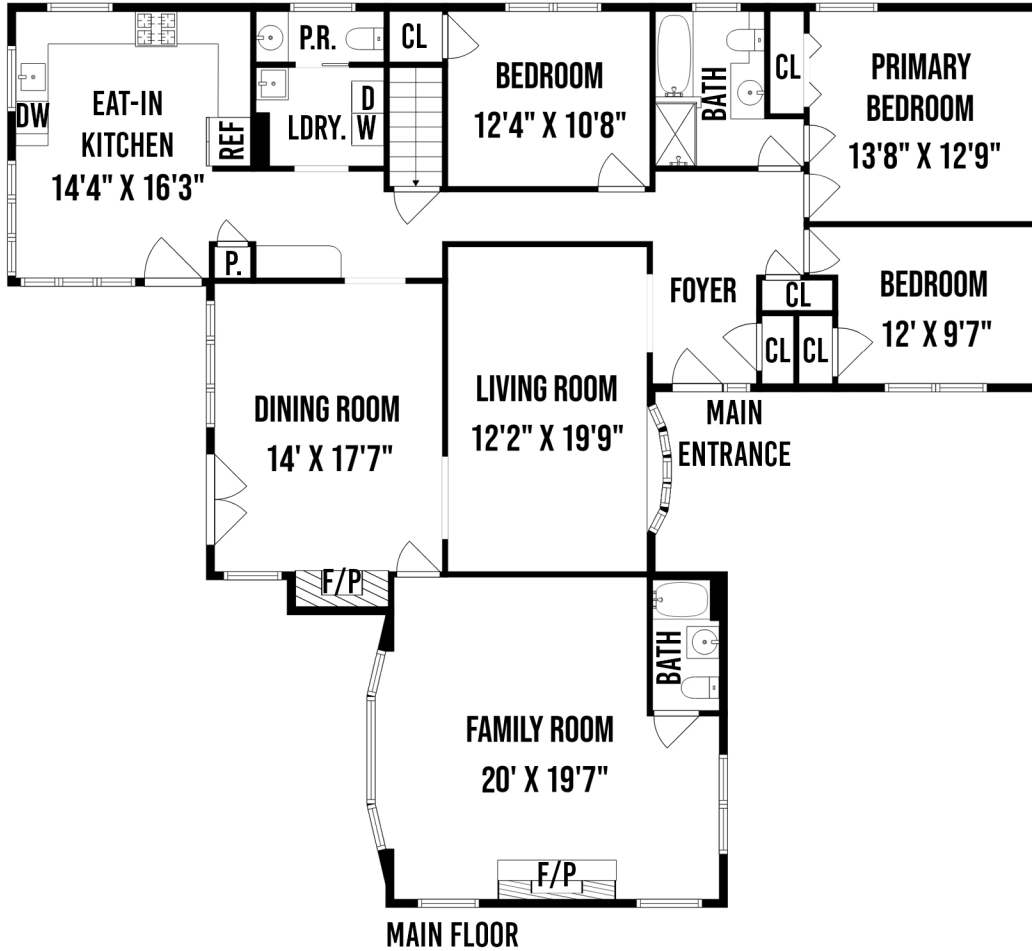 P.R.
CL
BEDROOM
12'4" X 10'8"
BATH
CL
PRIMARY
BEDROOM
13'8" X 12'9"
DW
EAT-IN
KITCHEN
14'4" X 16'3"
REF
LDRY.
D
W
P.
FOYER
CL
CL
CL
BEDROOM
12' X 9'7"
DINING ROOM
14' X 17'7"
LIVING ROOM
12'2" X 19'9"
MAIN
ENTRANCE
F/P
BATH
FAMILY ROOM
20' X 19'7"
F/P
MAIN FLOOR